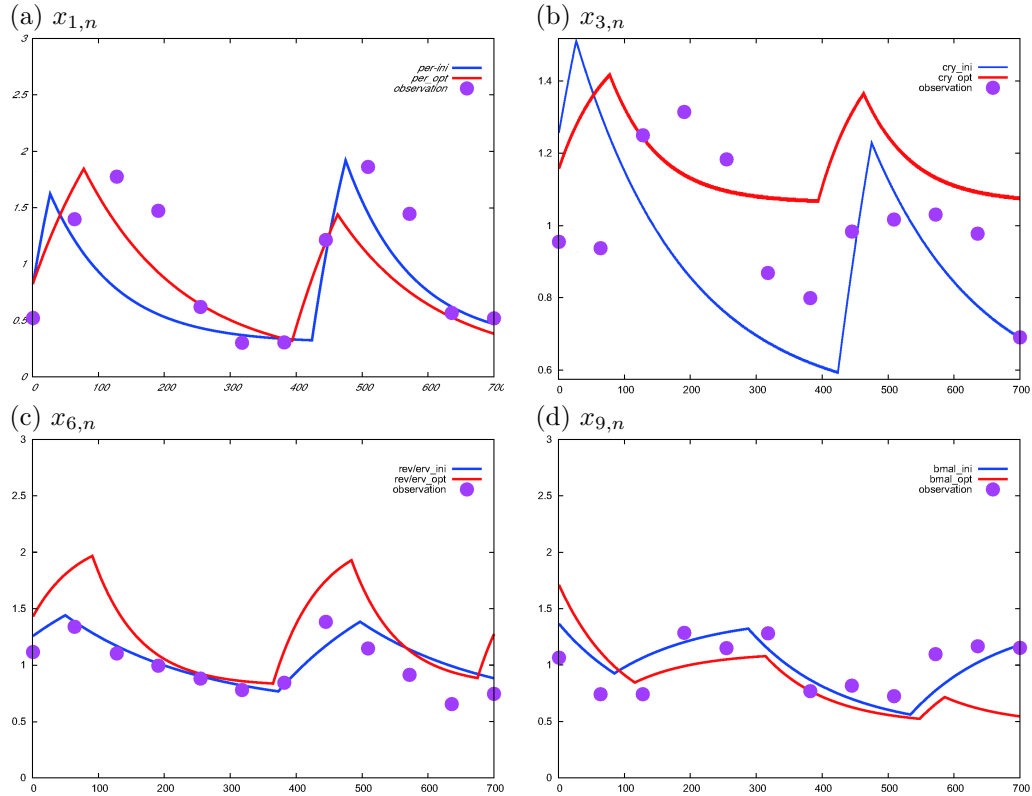 (a) x1,n
3
2.5
2
1.5
1
0.5
0
0 100 200 300 400 500 600 700
per-ini
per_opt
observation
(b) x3,n
1.4
1.2
1
0.8
0.6
0 100 200 300 400 500 600 700
cry_ini
cry_opt
observation
(c) x6,n
3
2.5
2
1.5
1
0.5
0
0 100 200 300 400 500 600 700
rev/erv_ini
rev/erv_opt
observation
(d) x9,n
3
2.5
2
1.5
1
0.5
0
0 100 200 300 400 500 600 700
bmal_ini
bmal_opt
observation